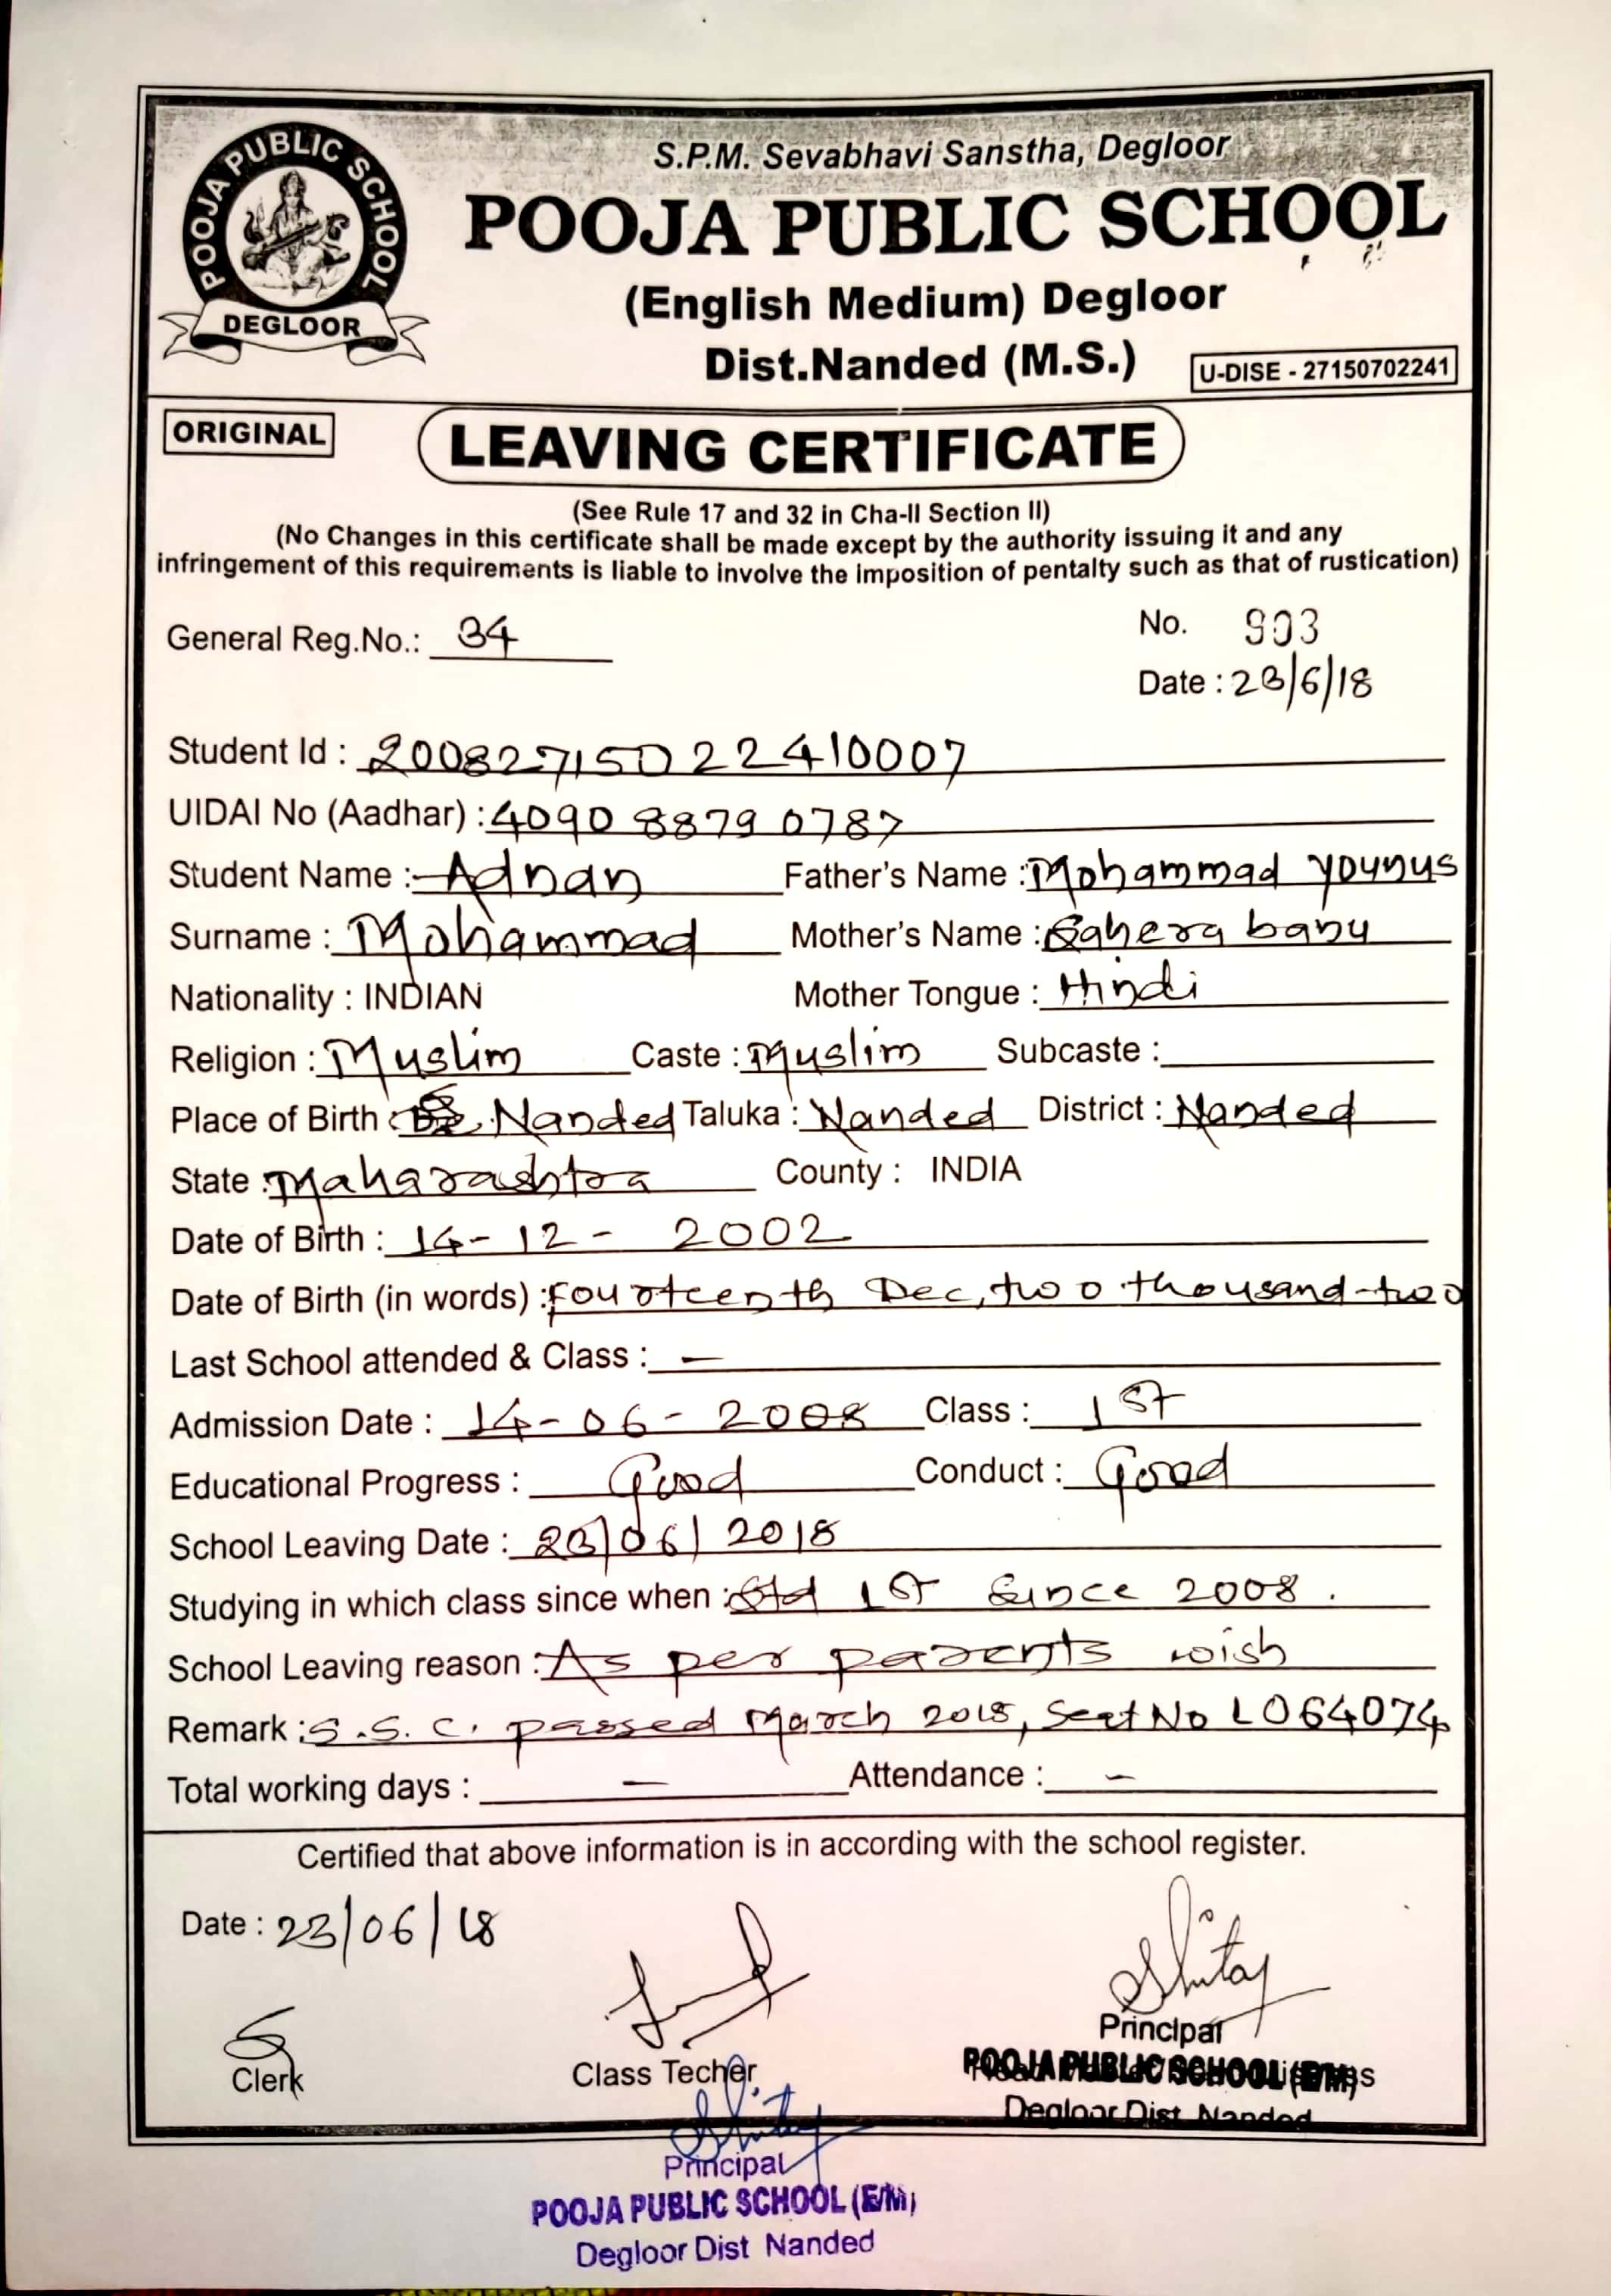 POOJA PUBLIC SCHOOL
DEGLOOR
S.P.M. Sevabhavi Sanstha, Degloor
POOJA PUBLIC SCHOOL
(English Medium) Degloor
Dist.Nanded (M.S.)
U-DISE - 27150702241
ORIGINAL
LEAVING CERTIFICATE
(See Rule 17 and 32 in Cha-II Section II)
(No Changes in this certificate shall be made except by the authority issuing it and any
infringement of this requirements is liable to involve the imposition of pentalty such as that of rustication)
General Reg.No.: 34 No. 903
Date : 23/6/18
Student Id : 20082715022410007
UIDAI No (Aadhar) : 4090 8879 0787
Student Name : Adnan Father's Name : Mohammad younus
Surname : Mohammad Mother's Name : Sahera banu
Nationality : INDIAN Mother Tongue : Hindi
Religion : Muslim Caste : Muslim Subcaste :
Place of Birth : Nanded Taluka : Nanded District : Nanded
State : Maharashtra County : INDIA
Date of Birth : 14-12-2002
Date of Birth (in words) : Fourteenth Dec, two thousand two
Last School attended & Class : —
Admission Date : 14-06-2008 Class : 1st
Educational Progress : Good Conduct : Good
School Leaving Date : 23/06/2018
Studying in which class since when : Std 1st Since 2008.
School Leaving reason : As per parents wish
Remark : S.S.C. passed March 2018, Seat No L064074
Total working days : — Attendance : –
Certified that above information is in according with the school register.
Date : 23/06/18
Principal
Clerk Class Techer POOJA PUBLIC SCHOOL (E/M)
Degloor Dist Nanded
Principal
POOJA PUBLIC SCHOOL (E/M)
Degloor Dist Nanded